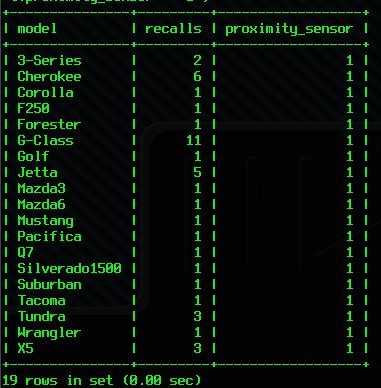 +----------------+---------+------------------+
| model | recalls | proximity_sensor |
+----------------+---------+------------------+
| 3-Series | 2 | 1 |
| Cherokee | 6 | 1 |
| Corolla | 1 | 1 |
| F250 | 1 | 1 |
| Forester | 1 | 1 |
| G-Class | 11 | 1 |
| Golf | 1 | 1 |
| Jetta | 5 | 1 |
| Mazda3 | 1 | 1 |
| Mazda6 | 1 | 1 |
| Mustang | 1 | 1 |
| Pacifica | 1 | 1 |
| Q7 | 1 | 1 |
| Silverado1500 | 1 | 1 |
| Suburban | 1 | 1 |
| Tacoma | 1 | 1 |
| Tundra | 3 | 1 |
| Wrangler | 1 | 1 |
| X5 | 3 | 1 |
+----------------+---------+------------------+
19 rows in set (0.00 sec)